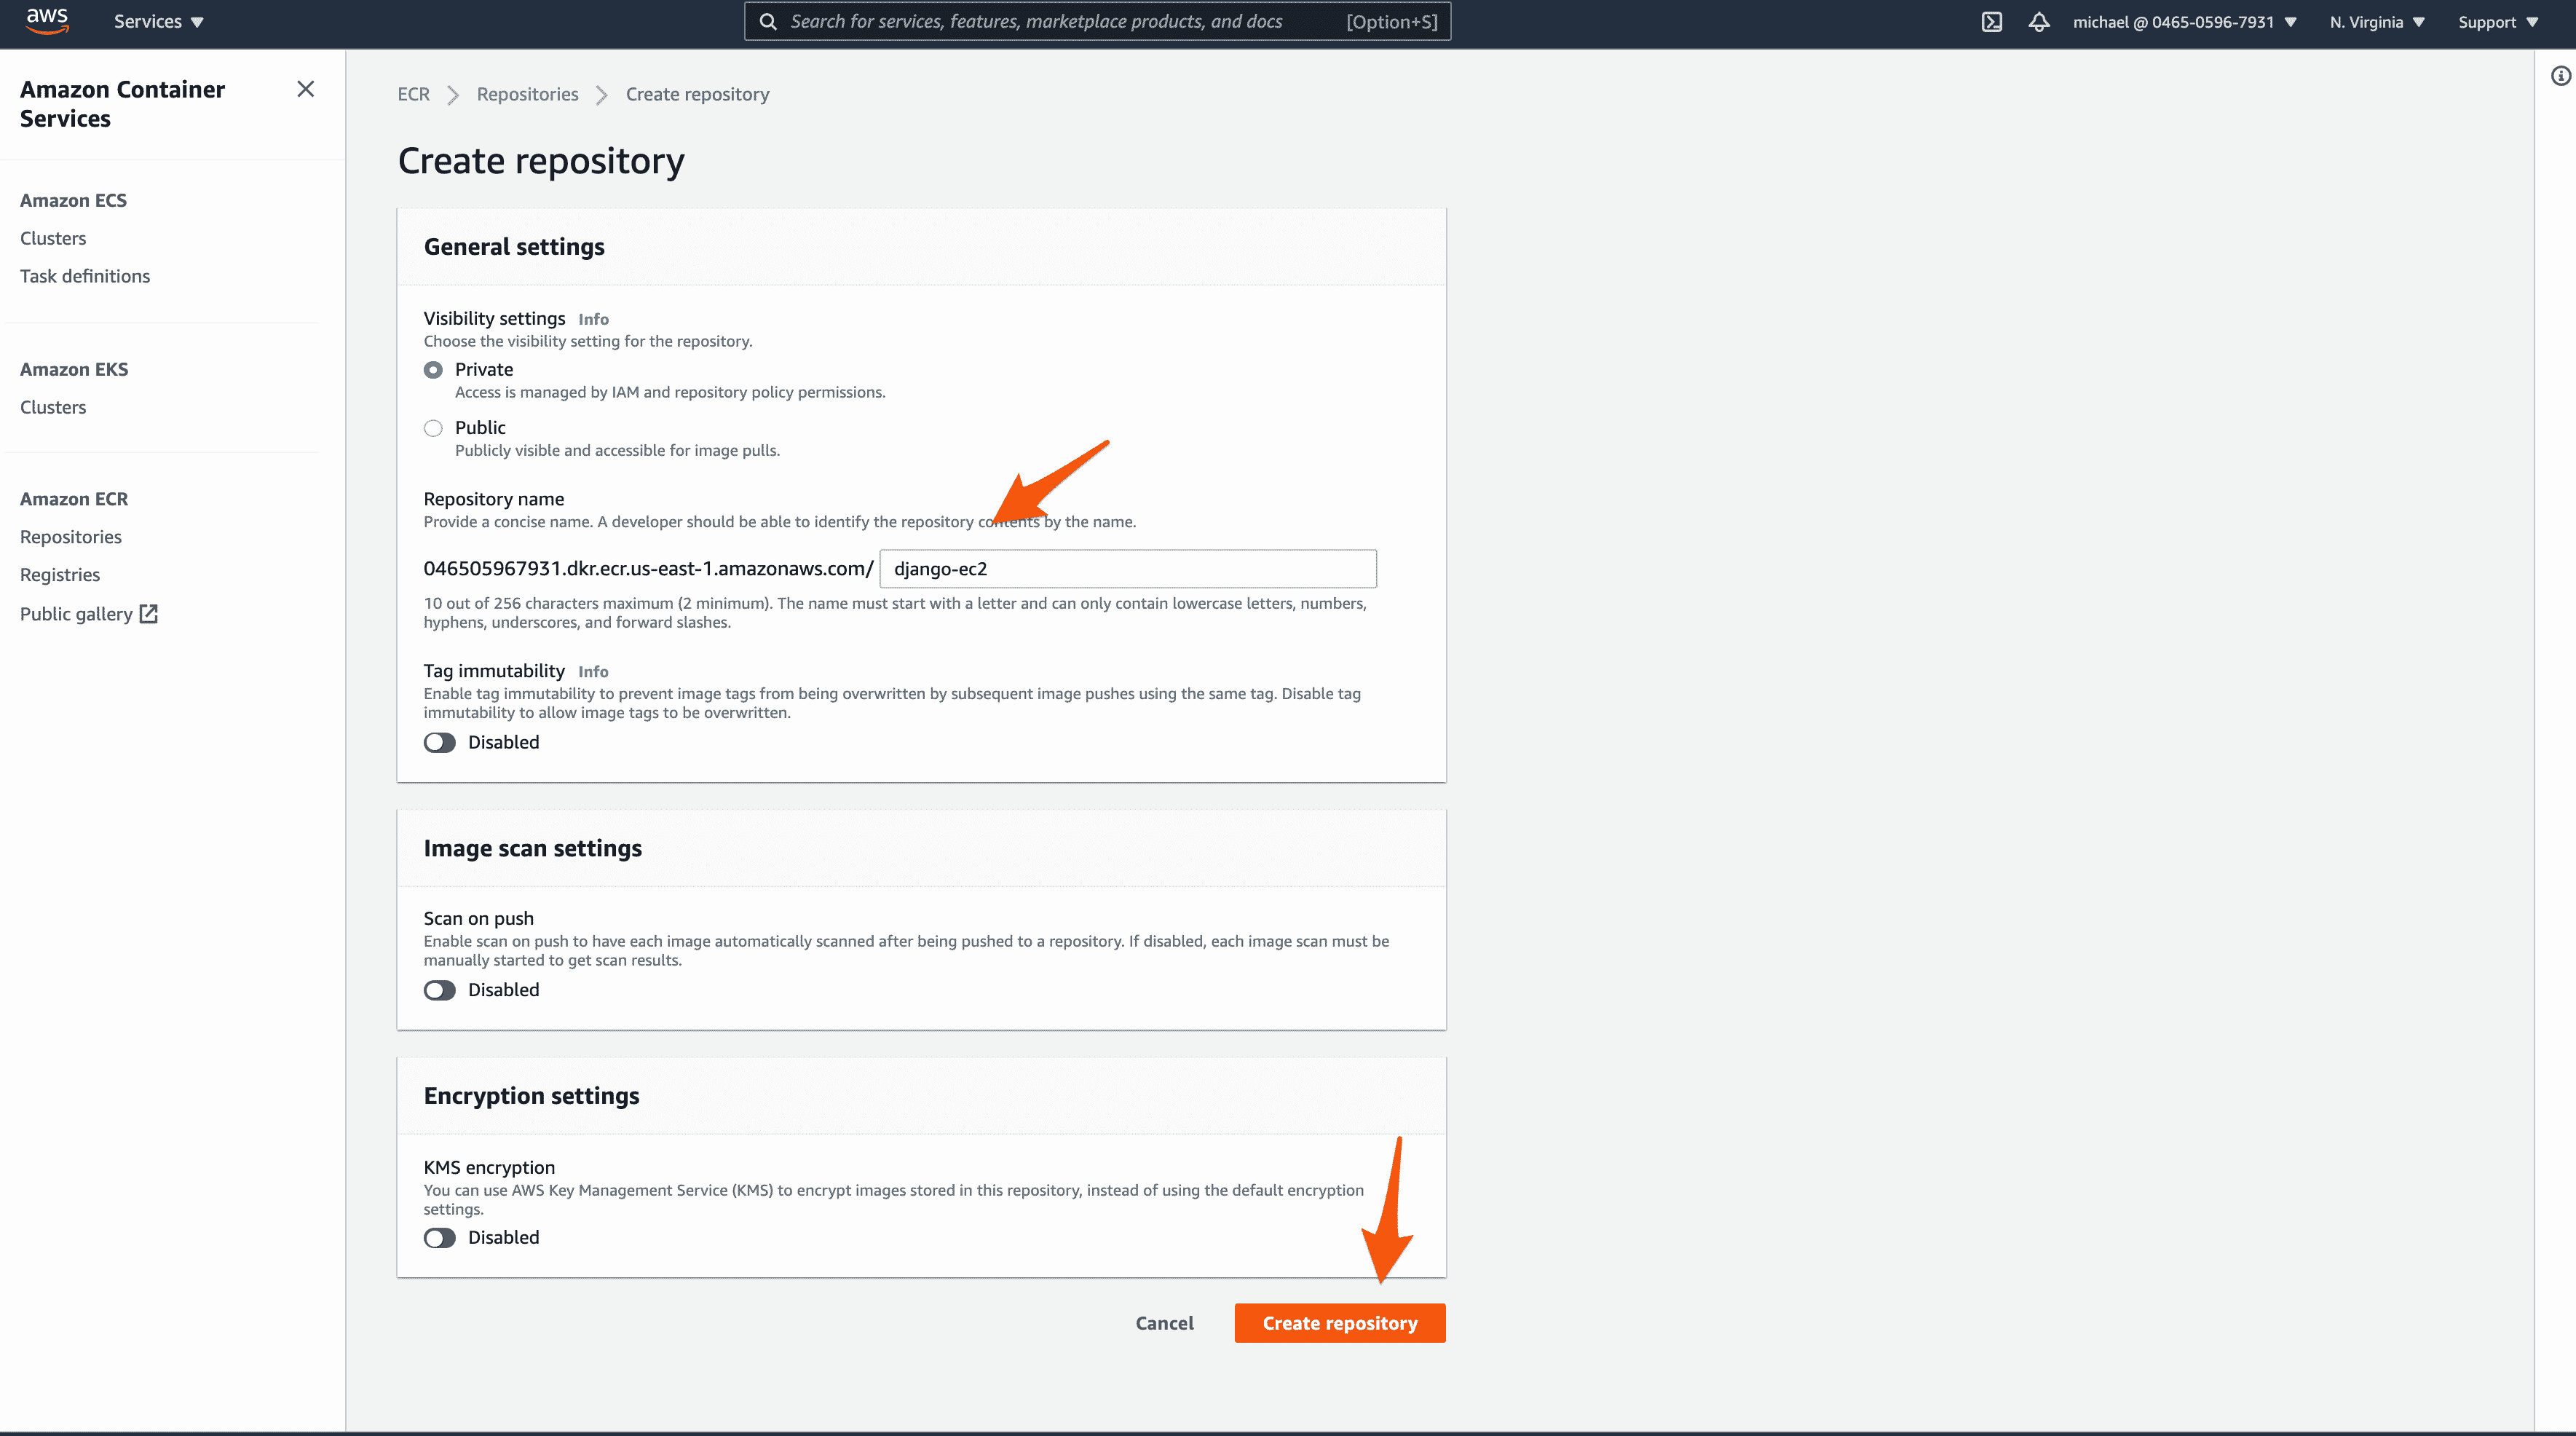 aws Services ▼ Search for services, features, marketplace products, and docs [Option+S] michael @ 0465-0596-7931 ▼ N. Virginia ▼ Support ▼
Amazon Container
Services
Amazon ECS
Clusters
Task definitions
Amazon EKS
Clusters
Amazon ECR
Repositories
Registries
Public gallery
ECR > Repositories > Create repository
Create repository
General settings
Visibility settings Info
Choose the visibility setting for the repository.
Private
Access is managed by IAM and repository policy permissions.
Public
Publicly visible and accessible for image pulls.
Repository name
Provide a concise name. A developer should be able to identify the repository contents by the name.
046505967931.dkr.ecr.us-east-1.amazonaws.com/ django-ec2
10 out of 256 characters maximum (2 minimum). The name must start with a letter and can only contain lowercase letters, numbers,
hyphens, underscores, and forward slashes.
Tag immutability Info
Enable tag immutability to prevent image tags from being overwritten by subsequent image pushes using the same tag. Disable tag
immutability to allow image tags to be overwritten.
Disabled
Image scan settings
Scan on push
Enable scan on push to have each image automatically scanned after being pushed to a repository. If disabled, each image scan must be
manually started to get scan results.
Disabled
Encryption settings
KMS encryption
You can use AWS Key Management Service (KMS) to encrypt images stored in this repository, instead of using the default encryption
settings.
Disabled
Cancel Create repository